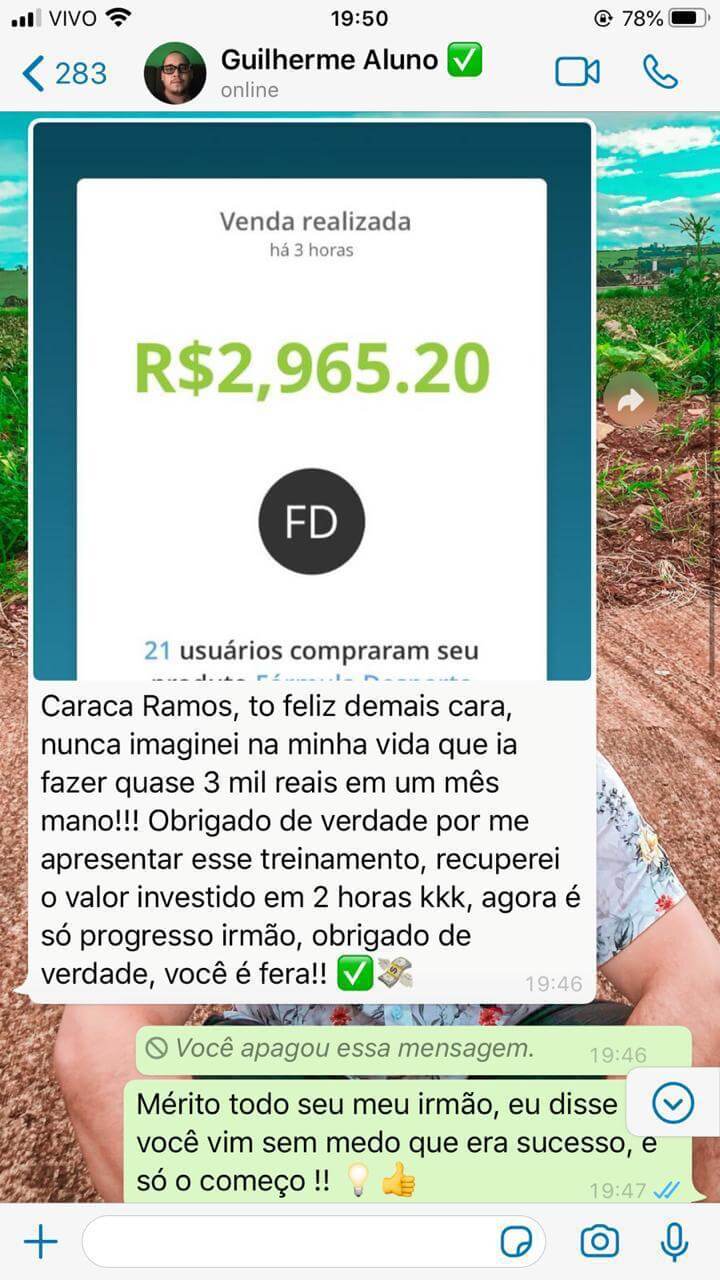 VIVO 19:50 78%
283 Guilherme Aluno ✅
online
Venda realizada
há 3 horas
R$2,965.20
FD
21 usuários compraram seu
produto Fórmula Desperte
Caraca Ramos, to feliz demais cara,
nunca imaginei na minha vida que ia
fazer quase 3 mil reais em um mês
mano!!! Obrigado de verdade por me
apresentar esse treinamento, recuperei
o valor investido em 2 horas kkk, agora é
só progresso irmão, obrigado de
verdade, você é fera!! ✅💸 19:46
Você apagou essa mensagem. 19:46
Mérito todo seu meu irmão, eu disse
você vim sem medo que era sucesso, e
só o começo !! 💡👍 19:47